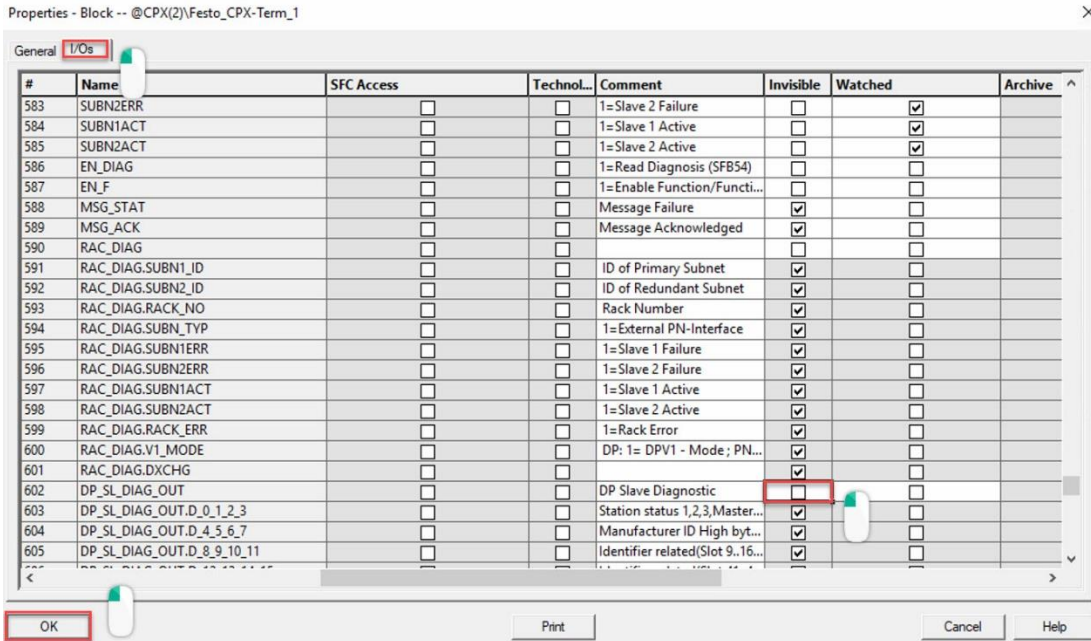 Properties - Block -- @CPX(2)\Festo_CPX-Term_1
General I/Os
# Name SFC Access Technol... Comment Invisible Watched Archive
583 SUBN2ERR 1=Slave 2 Failure
584 SUBN1ACT 1=Slave 1 Active
585 SUBN2ACT 1=Slave 2 Active
586 EN_DIAG 1=Read Diagnosis (SFB54)
587 EN_F 1=Enable Function/Functi...
588 MSG_STAT Message Failure
589 MSG_ACK Message Acknowledged
590 RAC_DIAG
591 RAC_DIAG.SUBN1_ID ID of Primary Subnet
592 RAC_DIAG.SUBN2_ID ID of Redundant Subnet
593 RAC_DIAG.RACK_NO Rack Number
594 RAC_DIAG.SUBN_TYP 1=External PN-Interface
595 RAC_DIAG.SUBN1ERR 1=Slave 1 Failure
596 RAC_DIAG.SUBN2ERR 1=Slave 2 Failure
597 RAC_DIAG.SUBN1ACT 1=Slave 1 Active
598 RAC_DIAG.SUBN2ACT 1=Slave 2 Active
599 RAC_DIAG.RACK_ERR 1=Rack Error
600 RAC_DIAG.V1_MODE DP: 1= DPV1 - Mode ; PN...
601 RAC_DIAG.DXCHG
602 DP_SL_DIAG_OUT DP Slave Diagnostic
603 DP_SL_DIAG_OUT.D_0_1_2_3 Station status 1,2,3,Master...
604 DP_SL_DIAG_OUT.D_4_5_6_7 Manufacturer ID High byt...
605 DP_SL_DIAG_OUT.D_8_9_10_11 Identifier related(Slot 9..16...
OK Print Cancel Help